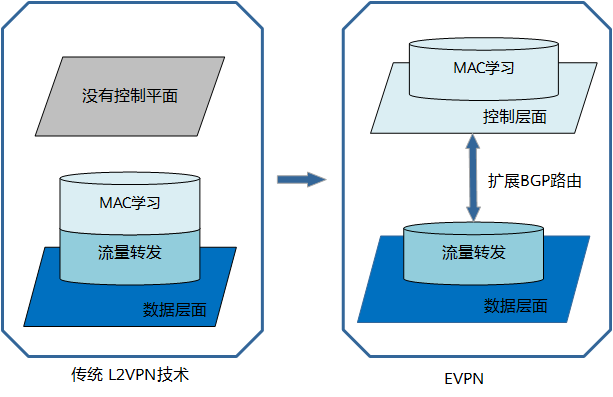 没有控制平面
MAC学习
流量转发
数据层面
传统 L2VPN技术
MAC学习
控制层面
扩展BGP路由
流量转发
数据层面
EVPN